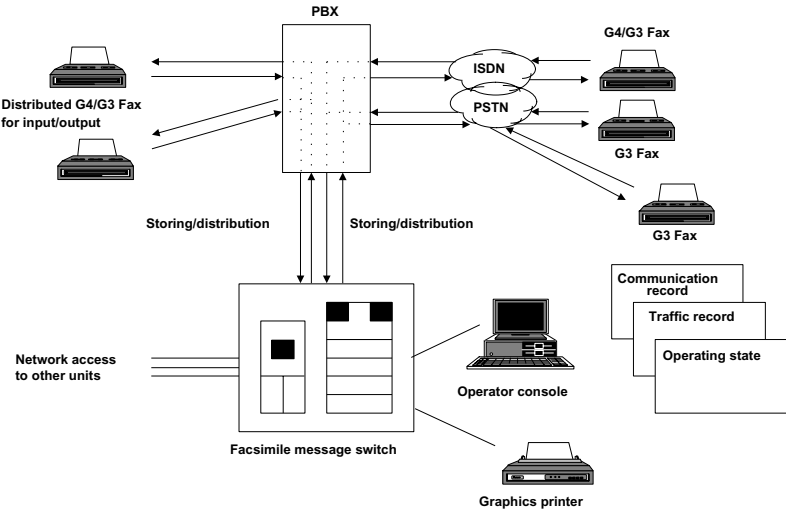 PBX
G4/G3 Fax
ISDN
Distributed G4/G3 Fax
for input/output
PSTN
G3 Fax
G3 Fax
Storing/distribution
Storing/distribution
Communication
record
Traffic record
Operating state
Network access
to other units
Operator console
Facsimile message switch
Graphics printer